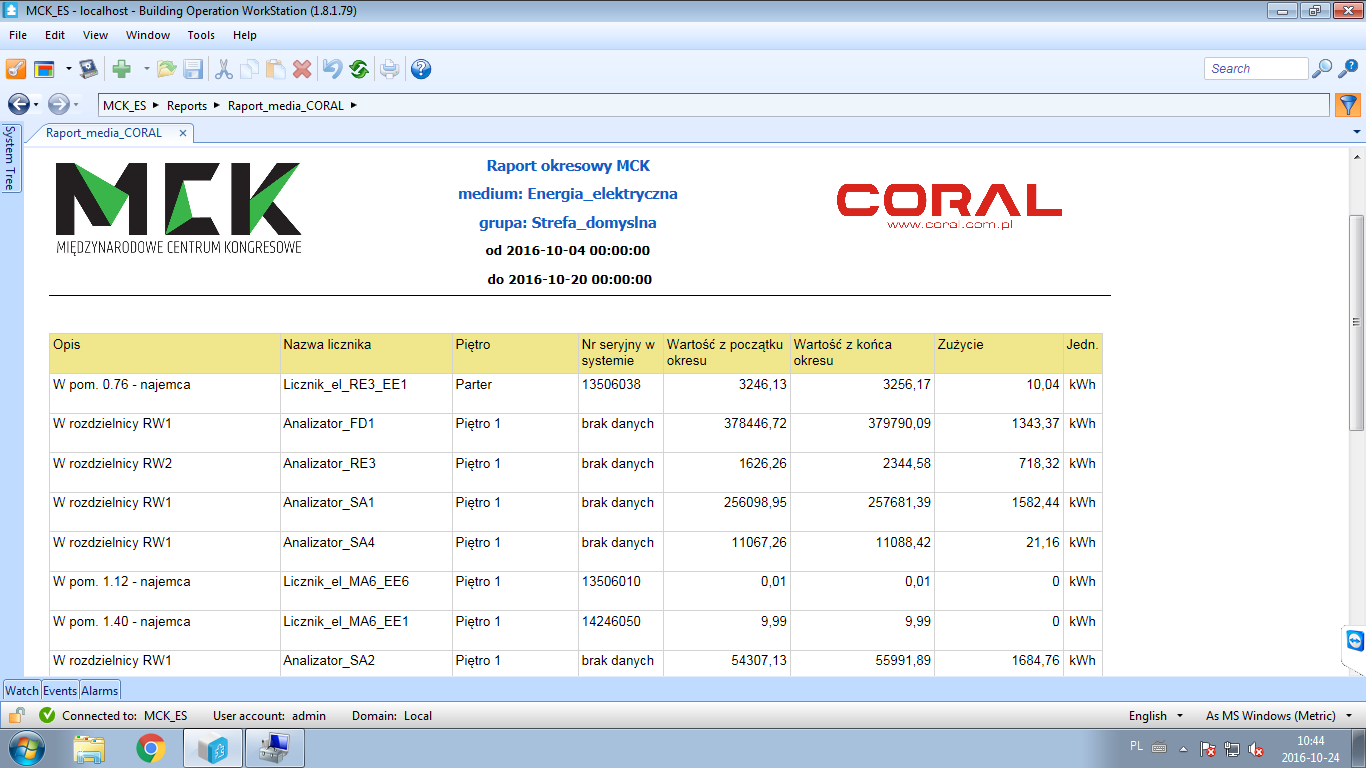 MCK_ES - localhost - Building Operation WorkStation (1.8.1.79)
File Edit View Window Tools Help
Search
MCK_ES Reports Raport_media_CORAL
System Tree
Raport_media_CORAL
MCK
MIĘDZYNARODOWE CENTRUM KONGRESOWE
Raport okresowy MCK
medium: Energia_elektryczna
grupa: Strefa_domyslna
od 2016-10-04 00:00:00
do 2016-10-20 00:00:00
CORAL
www.coral.com.pl
Opis Nazwa licznika Piętro Nr seryjny w systemie Wartość z początku okresu Wartość z końca okresu Zużycie Jedn.
W pom. 0.76 - najemca Licznik_el_RE3_EE1 Parter 13506038 3246,13 3256,17 10,04 kWh
W rozdzielnicy RW1 Analizator_FD1 Piętro 1 brak danych 378446,72 379790,09 1343,37 kWh
W rozdzielnicy RW2 Analizator_RE3 Piętro 1 brak danych 1626,26 2344,58 718,32 kWh
W rozdzielnicy RW1 Analizator_SA1 Piętro 1 brak danych 256098,95 257681,39 1582,44 kWh
W rozdzielnicy RW1 Analizator_SA4 Piętro 1 brak danych 11067,26 11088,42 21,16 kWh
W pom. 1.12 - najemca Licznik_el_MA6_EE6 Piętro 1 13506010 0,01 0,01 0 kWh
W pom. 1.40 - najemca Licznik_el_MA6_EE1 Piętro 1 14246050 9,99 9,99 0 kWh
W rozdzielnicy RW1 Analizator_SA2 Piętro 1 brak danych 54307,13 55991,89 1684,76 kWh
Watch Events Alarms
Connected to: MCK_ES User account: admin Domain: Local English As MS Windows (Metric)
PL 10:44
2016-10-24